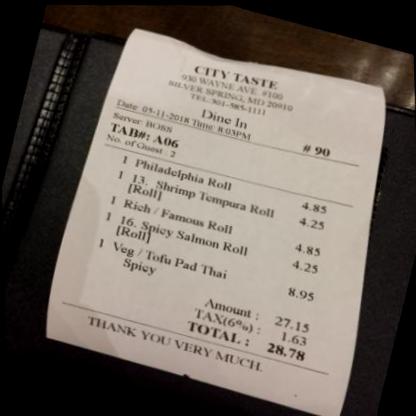 CITY TASTE
930 WAYNE AVE. #100
SILVER SPRING, MD 20910
TEL:301-585-1111
Dine In
Date: 05-11-2018 Time: 8:03PM
Server: BOSS
# 90
TAB#: A06
No. of Guest 2
1 Philadelphia Roll 4.85
1 13. Shrimp Tempura Roll 4.25
[Roll]
1 Rich / Famous Roll 4.85
1 16. Spicy Salmon Roll 4.25
[Roll]
1 Veg / Tofu Pad Thai 8.95
Spicy
Amount : 27.15
TAX(6%) : 1.63
TOTAL : 28.78
THANK YOU VERY MUCH.